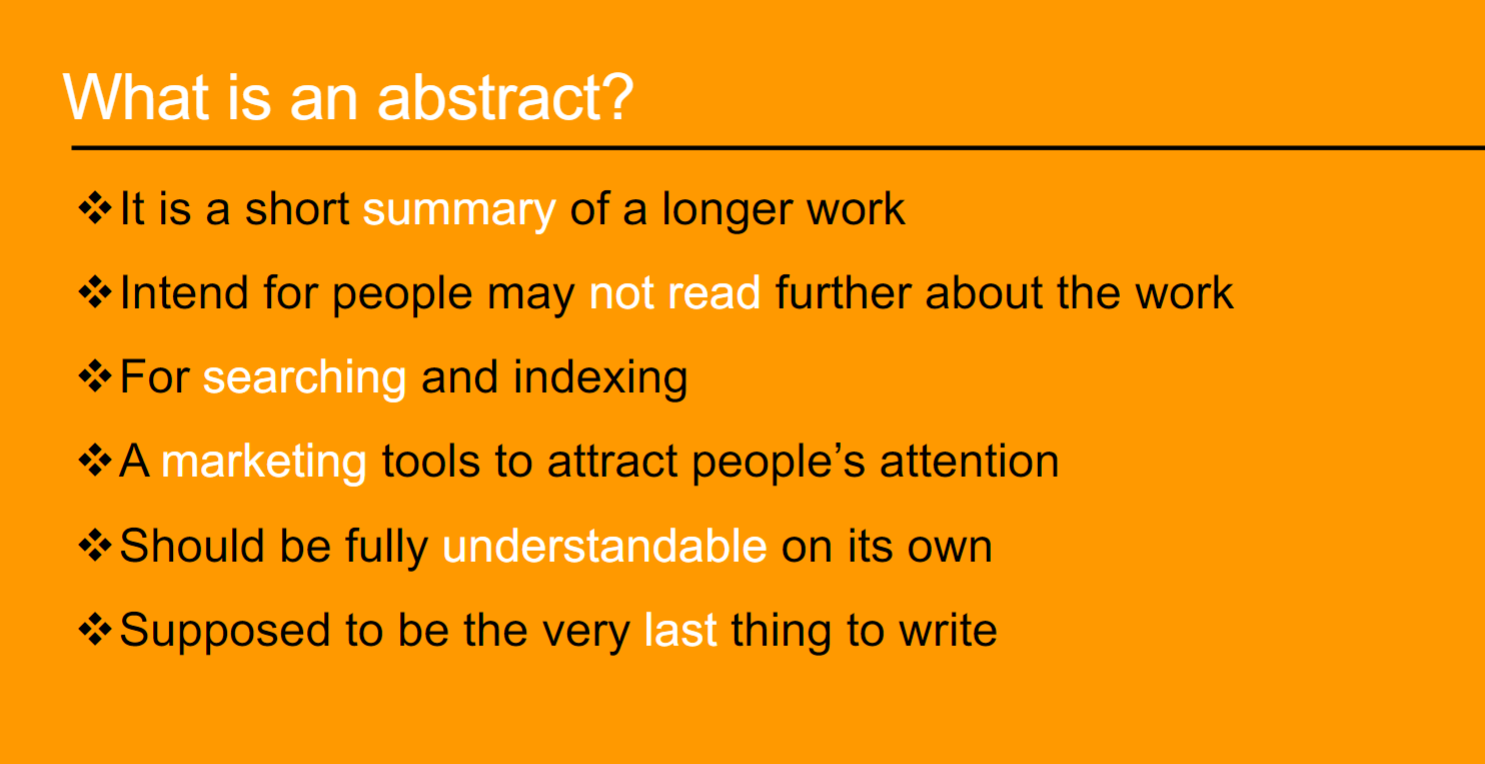 What is an abstract?
❖It is a short summary of a longer work
❖Intend for people may not read further about the work
❖For searching and indexing
❖A marketing tools to attract people’s attention
❖Should be fully understandable on its own
❖Supposed to be the very last thing to write